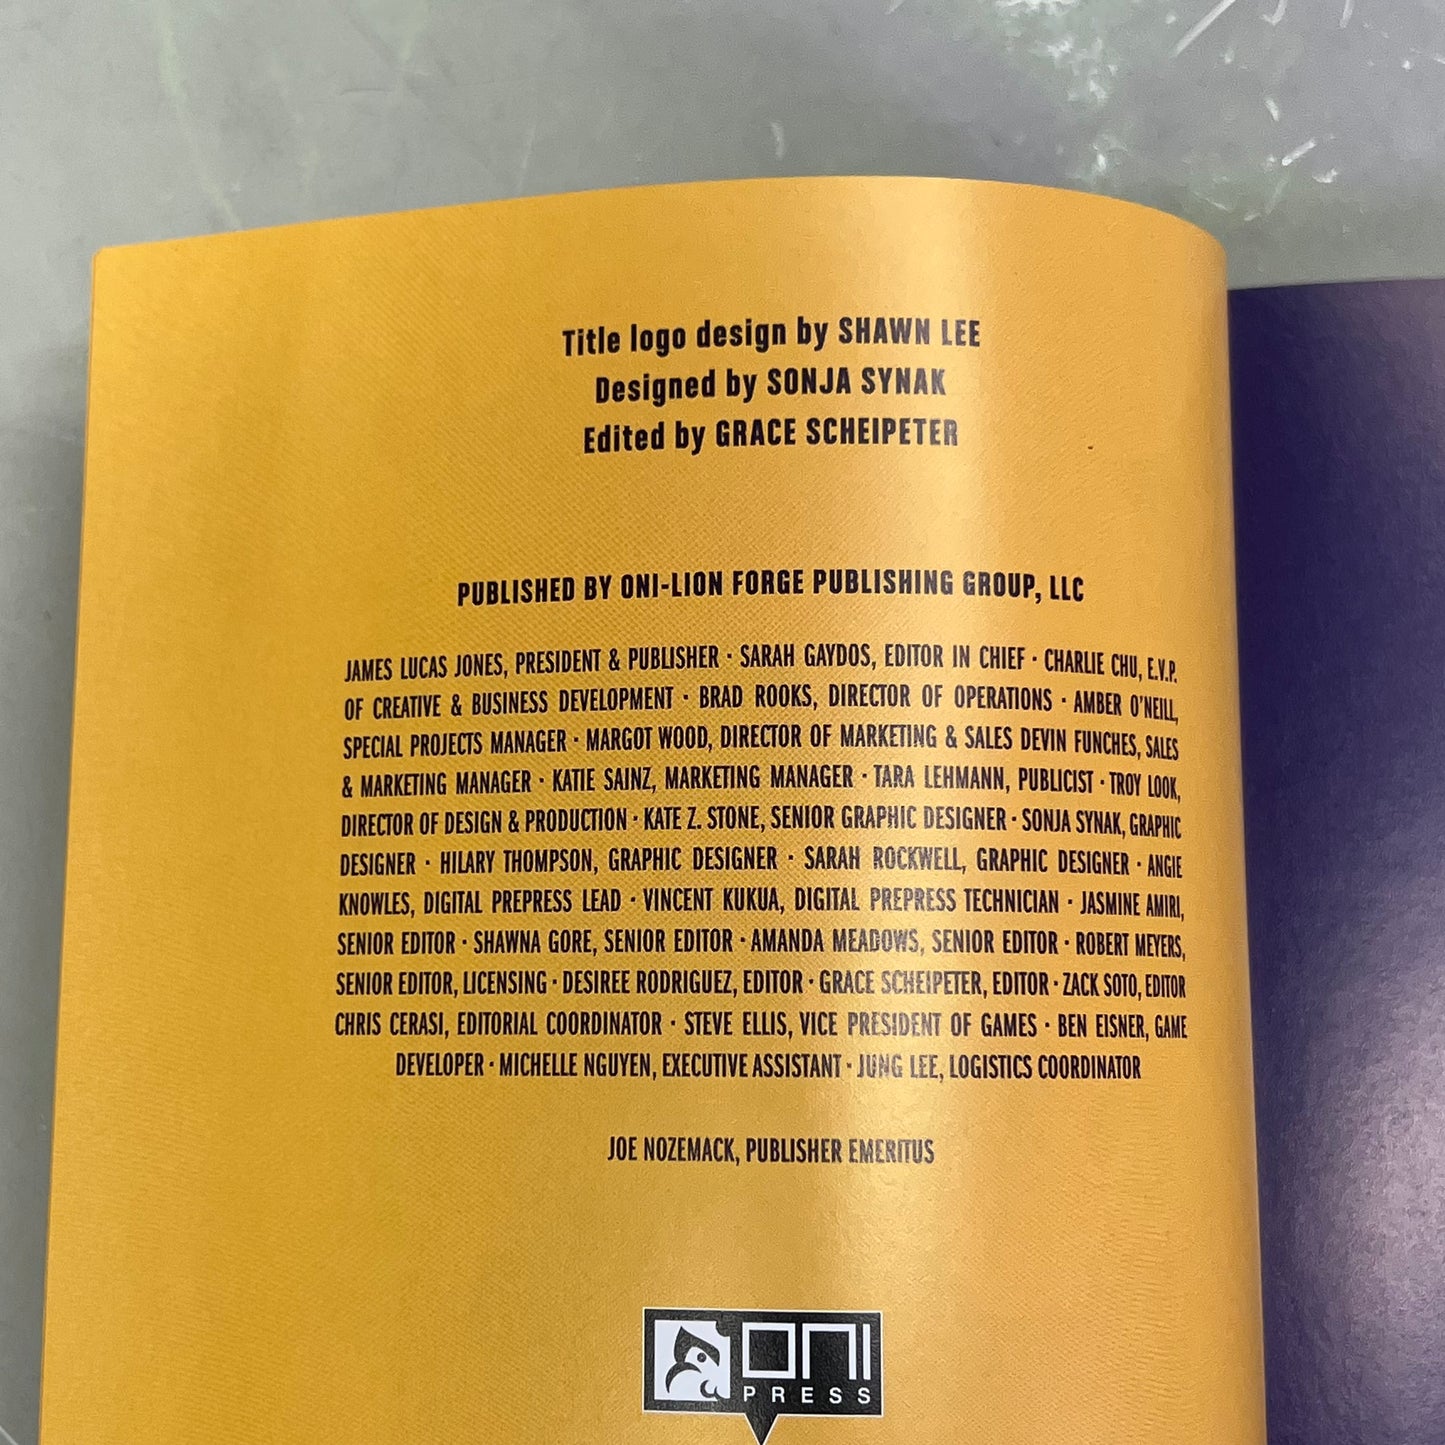 Title logo design by SHAWN LEE
Designed by SONJA SYNAK
Edited by GRACE SCHEIPETER
PUBLISHED BY ONI-LION FORGE PUBLISHING GROUP, LLC
JAMES LUCAS JONES, PRESIDENT & PUBLISHER · SARAH GAYDOS, EDITOR IN CHIEF · CHARLIE CHU, E.V.P.
OF CREATIVE & BUSINESS DEVELOPMENT · BRAD ROOKS, DIRECTOR OF OPERATIONS · AMBER O'NEILL,
SPECIAL PROJECTS MANAGER · MARGOT WOOD, DIRECTOR OF MARKETING & SALES DEVIN FUNCHES, SALES
& MARKETING MANAGER · KATIE SAINZ, MARKETING MANAGER · TARA LEHMANN, PUBLICIST · TROY LOOK,
DIRECTOR OF DESIGN & PRODUCTION · KATE Z. STONE, SENIOR GRAPHIC DESIGNER · SONJA SYNAK, GRAPHIC
DESIGNER · HILARY THOMPSON, GRAPHIC DESIGNER · SARAH ROCKWELL, GRAPHIC DESIGNER · ANGIE
KNOWLES, DIGITAL PREPRESS LEAD · VINCENT KUKUA, DIGITAL PREPRESS TECHNICIAN · JASMINE AMIRI,
SENIOR EDITOR · SHAWNA GORE, SENIOR EDITOR · AMANDA MEADOWS, SENIOR EDITOR · ROBERT MEYERS,
SENIOR EDITOR, LICENSING · DESIREE RODRIGUEZ, EDITOR · GRACE SCHEIPETER, EDITOR · ZACK SOTO, EDITOR
CHRIS CERASI, EDITORIAL COORDINATOR · STEVE ELLIS, VICE PRESIDENT OF GAMES · BEN EISNER, GAME
DEVELOPER · MICHELLE NGUYEN, EXECUTIVE ASSISTANT · JUNG LEE, LOGISTICS COORDINATOR
JOE NOZEMACK, PUBLISHER EMERITUS
ONI
PRESS